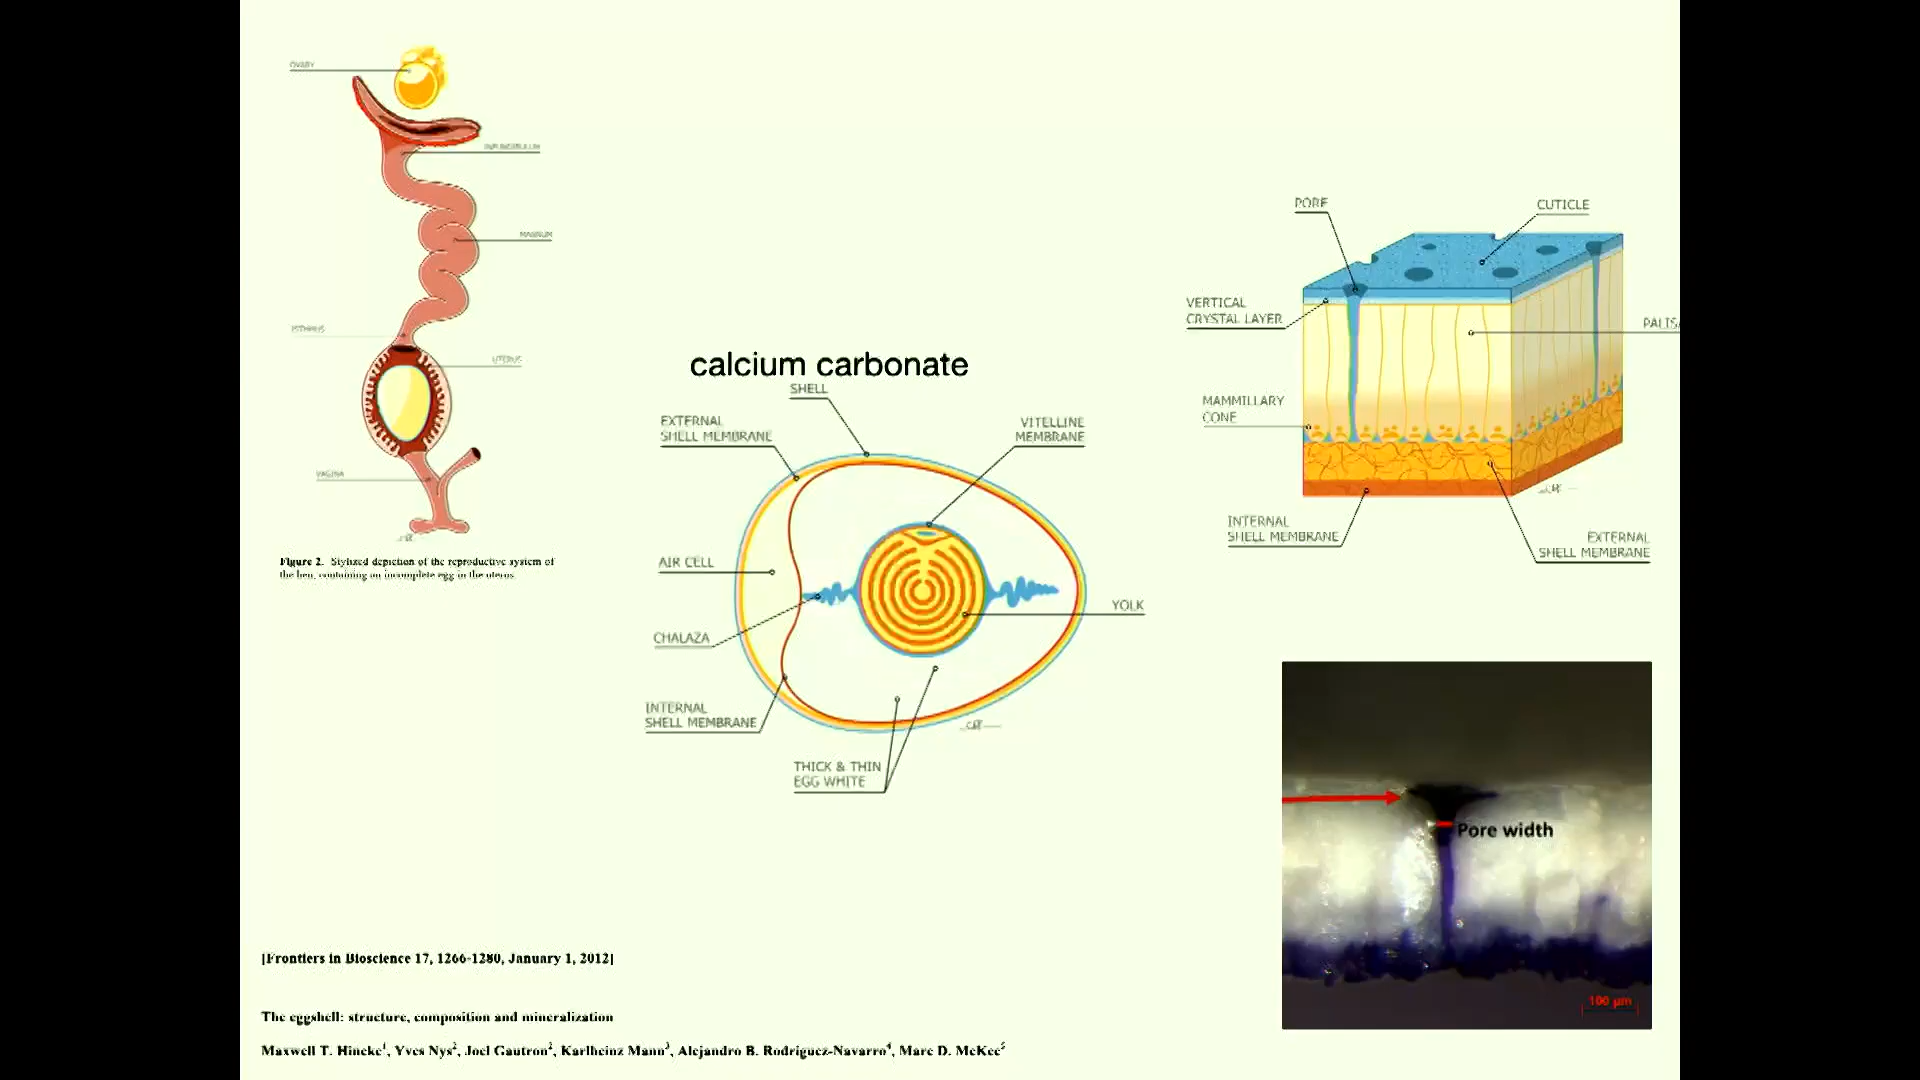 OVARY
INFUNDIBULUM
MAGNUM
ISTHMUS
UTERUS
VAGINA
Figure 2. Stylized depiction of the reproductive system of
the hen, containing an incomplete egg in the uterus.
calcium carbonate
SHELL
EXTERNAL
SHELL MEMBRANE
VITELLINE
MEMBRANE
AIR CELL
YOLK
CHALAZA
INTERNAL
SHELL MEMBRANE
THICK & THIN
EGG WHITE
PORE
CUTICLE
VERTICAL
CRYSTAL LAYER
PALIS
MAMMILLARY
CONE
INTERNAL
SHELL MEMBRANE
EXTERNAL
SHELL MEMBRANE
Pore width
100 µm
[Frontiers in Bioscience 17, 1266-1280, January 1, 2012]
The eggshell: structure, composition and mineralization
Maxwell T. Hincke1, Yves Nys2, Joel Gautron2, Karlheinz Mann3, Alejandro B. Rodriguez-Navarro4, Marc D. McKee5